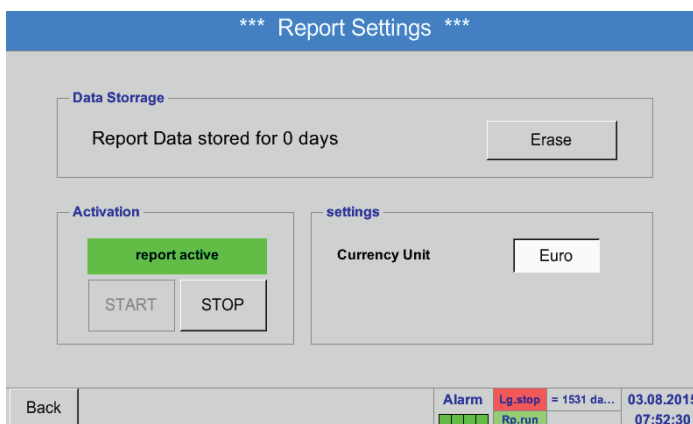 *** Report Settings ***
Data Storrage
Report Data stored for 0 days
Erase
Activation
settings
report active
Currency Unit
Euro
START
STOP
Back
Alarm
Lg.stop
= 1531 da...
03.08.2015
Rp.run
07:52:30